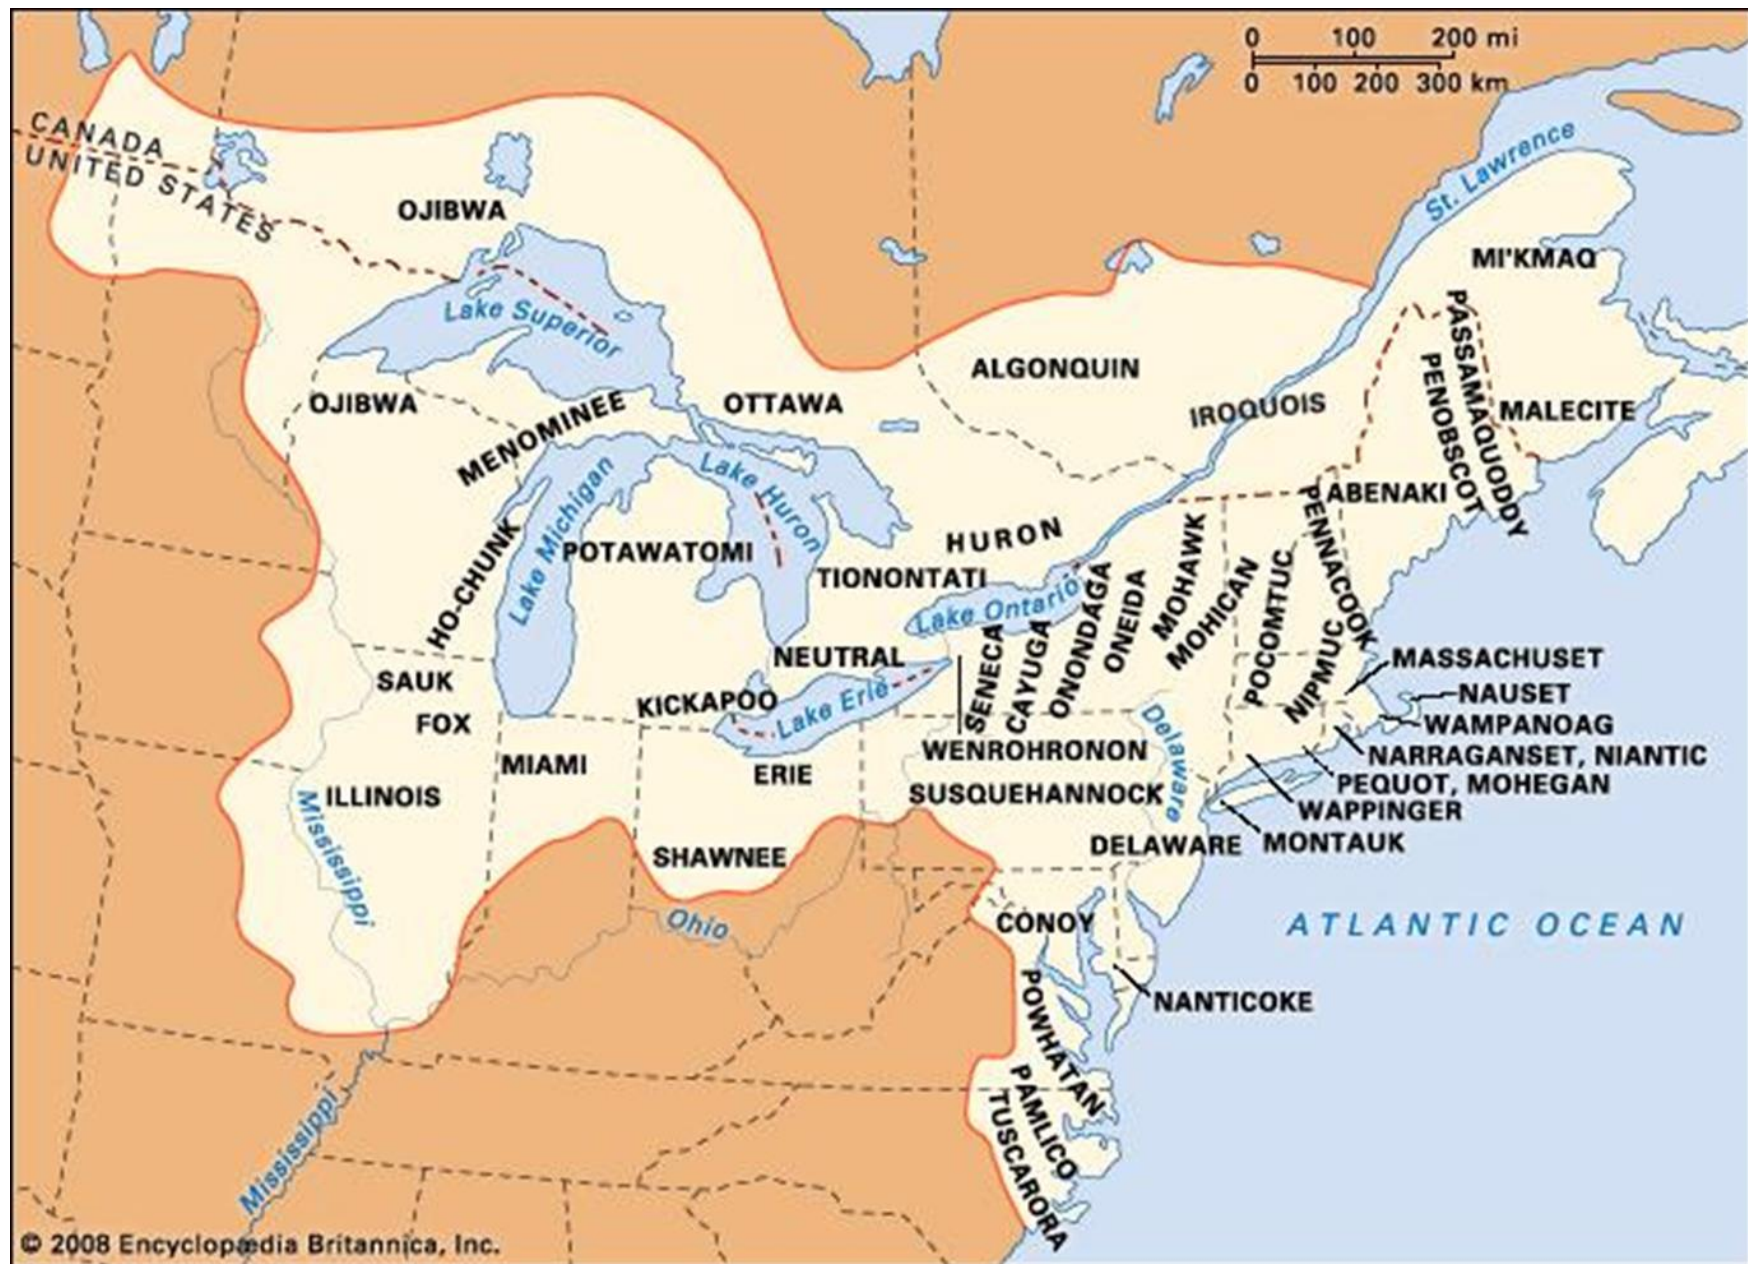 0 100 200 mi
0 100 200 300 km
CANADA
UNITED STATES
St. Lawrence
OJIBWA
MI'KMAQ
Lake Superior
PASSAMAQUODDY
PENOBSCOT
ALGONQUIN
OJIBWA
MENOMINEE
OTTAWA
IROQUOIS
MALECITE
Lake Michigan
Lake Huron
ABENAKI
PENNACOOK
HO-CHUNK
POTAWATOMI
HURON
TIONONTATI
Lake Ontario
MOHAWK
MOHICAN
POCOMTUC
NIPMUC
ONEIDA
ONONDAGA
CAYUGA
SENECA
NEUTRAL
MASSACHUSET
SAUK
KICKAPOO
Lake Erie
NAUSET
FOX
WAMPANOAG
Delaware
WENROHRONON
NARRAGANSET, NIANTIC
MIAMI
ERIE
PEQUOT, MOHEGAN
ILLINOIS
SUSQUEHANNOCK
WAPPINGER
Mississippi
SHAWNEE
DELAWARE
MONTAUK
Ohio
CONOY
ATLANTIC OCEAN
NANTICOKE
POWHATAN
PAMLICO
TUSCARORA
Mississippi
© 2008 Encyclopædia Britannica, Inc.